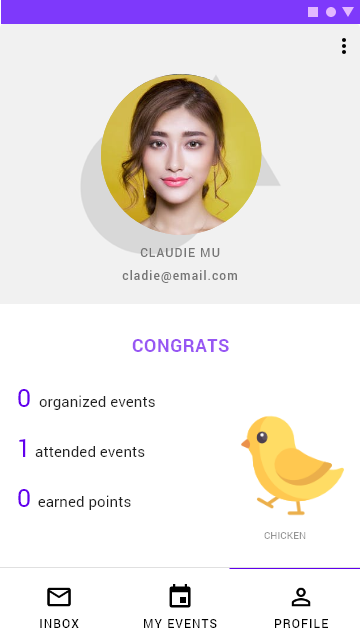 CLAUDIE MU
cladie@email.com
CONGRATS
0 organized events
1 attended events
0 earned points
CHICKEN
INBOX MY EVENTS PROFILE